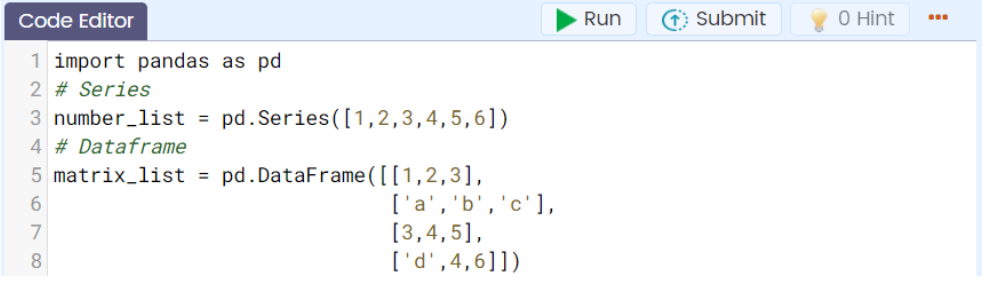 Code Editor Run Submit 0 Hint
1 import pandas as pd
2 # Series
3 number_list = pd.Series([1,2,3,4,5,6])
4 # Dataframe
5 matrix_list = pd.DataFrame([[1,2,3],
6                             ['a','b','c'],
7                             [3,4,5],
8                             ['d',4,6]])